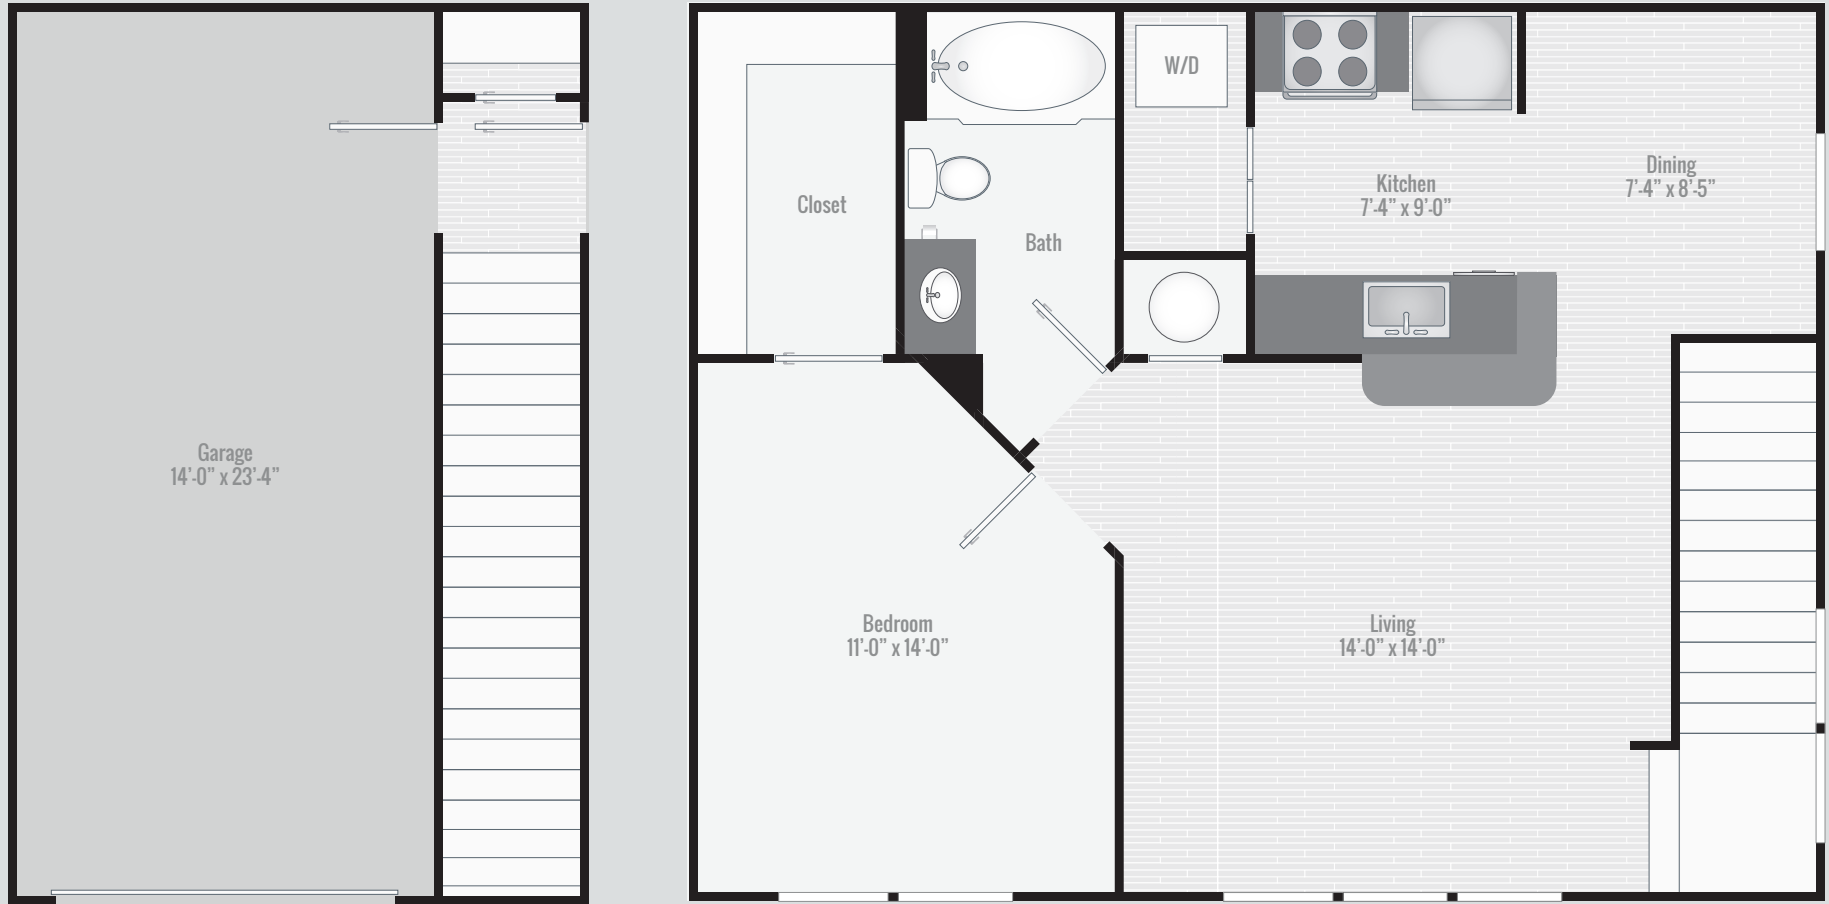 W/D
Dining
7'-4" x 8'-5"
Kitchen
7'-4" x 9'-0"
Closet
Bath
Garage
14'-0" x 23'-4"
Bedroom
11'-0" x 14'-0"
Living
14'-0" x 14'-0"